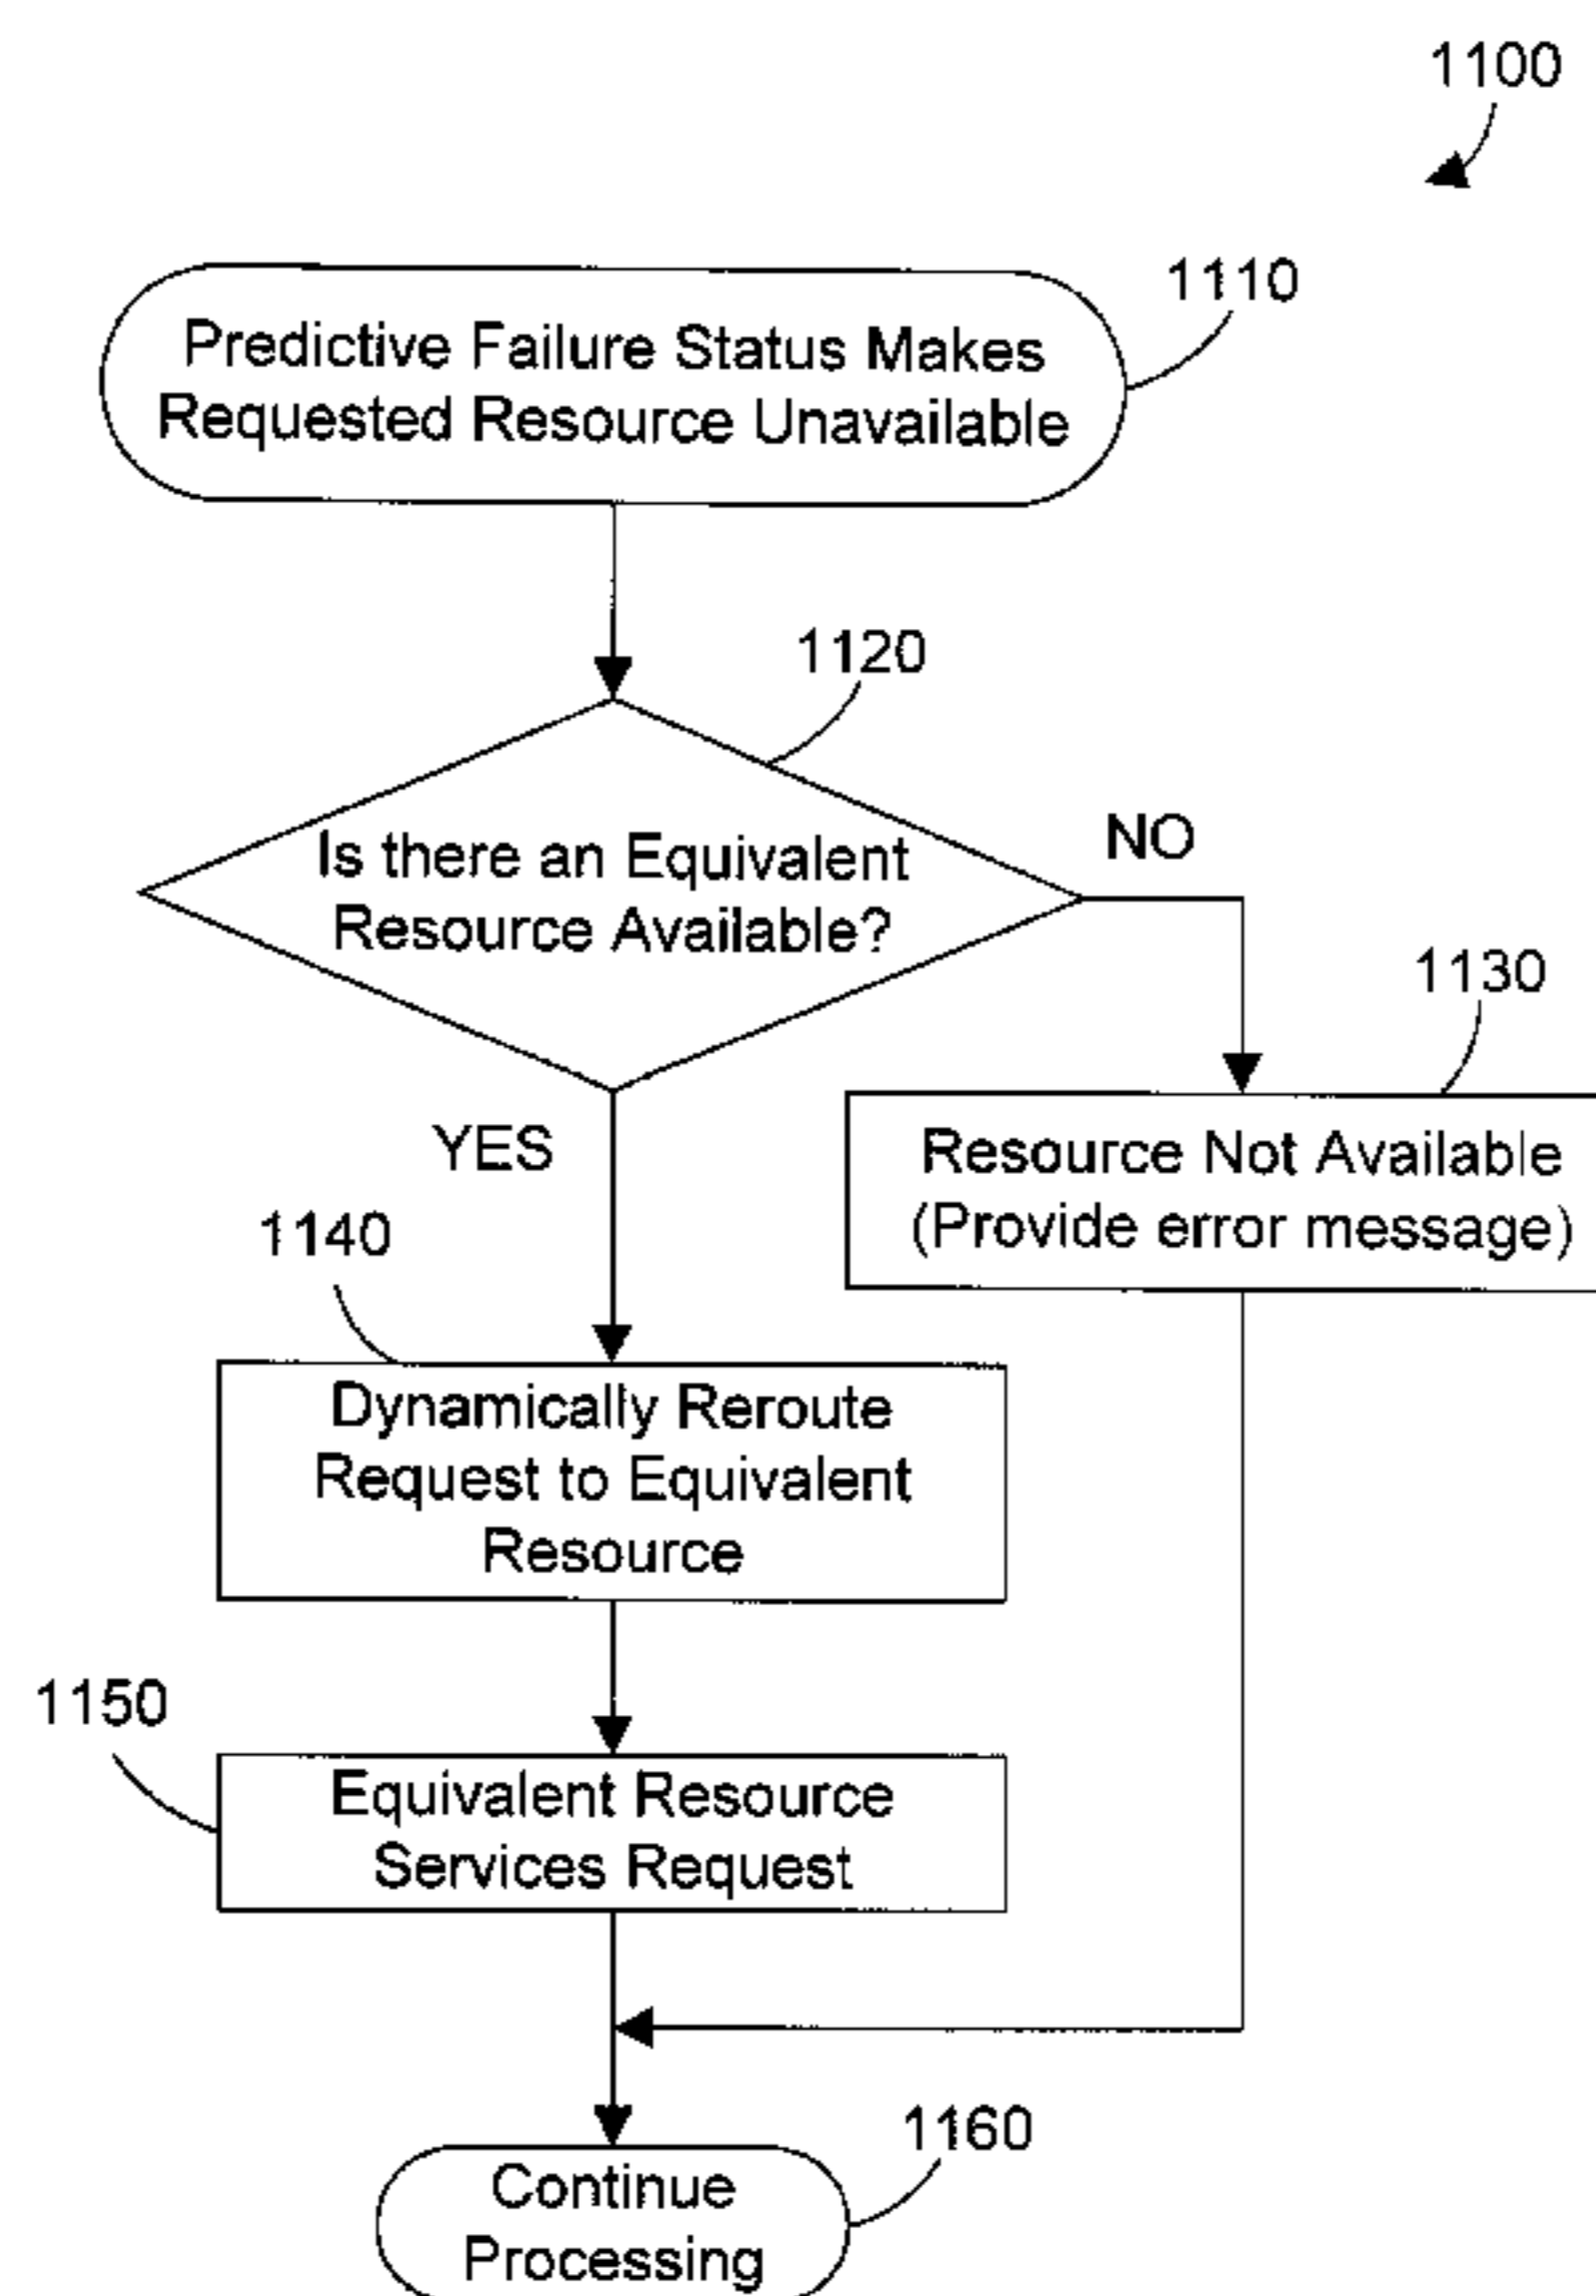 1100
1110
Predictive Failure Status Makes
Requested Resource Unavailable
1120
Is there an Equivalent
Resource Available?
NO
1130
Resource Not Available
(Provide error message)
YES
1140
Dynamically Reroute
Request to Equivalent
Resource
1150
Equivalent Resource
Services Request
1160
Continue
Processing